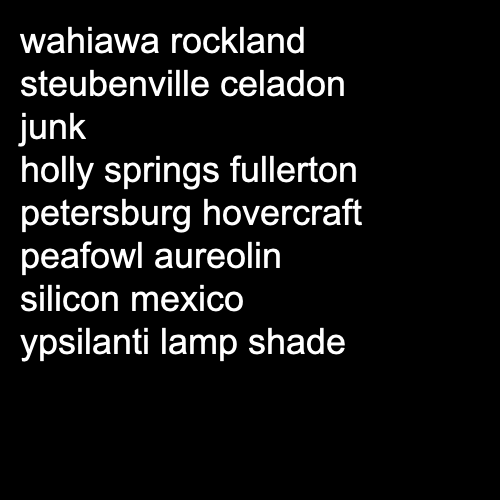 wahiawa rockland
steubenville celadon
junk
holly springs fullerton
petersburg hovercraft
peafowl aureolin
silicon mexico
ypsilanti lamp shade